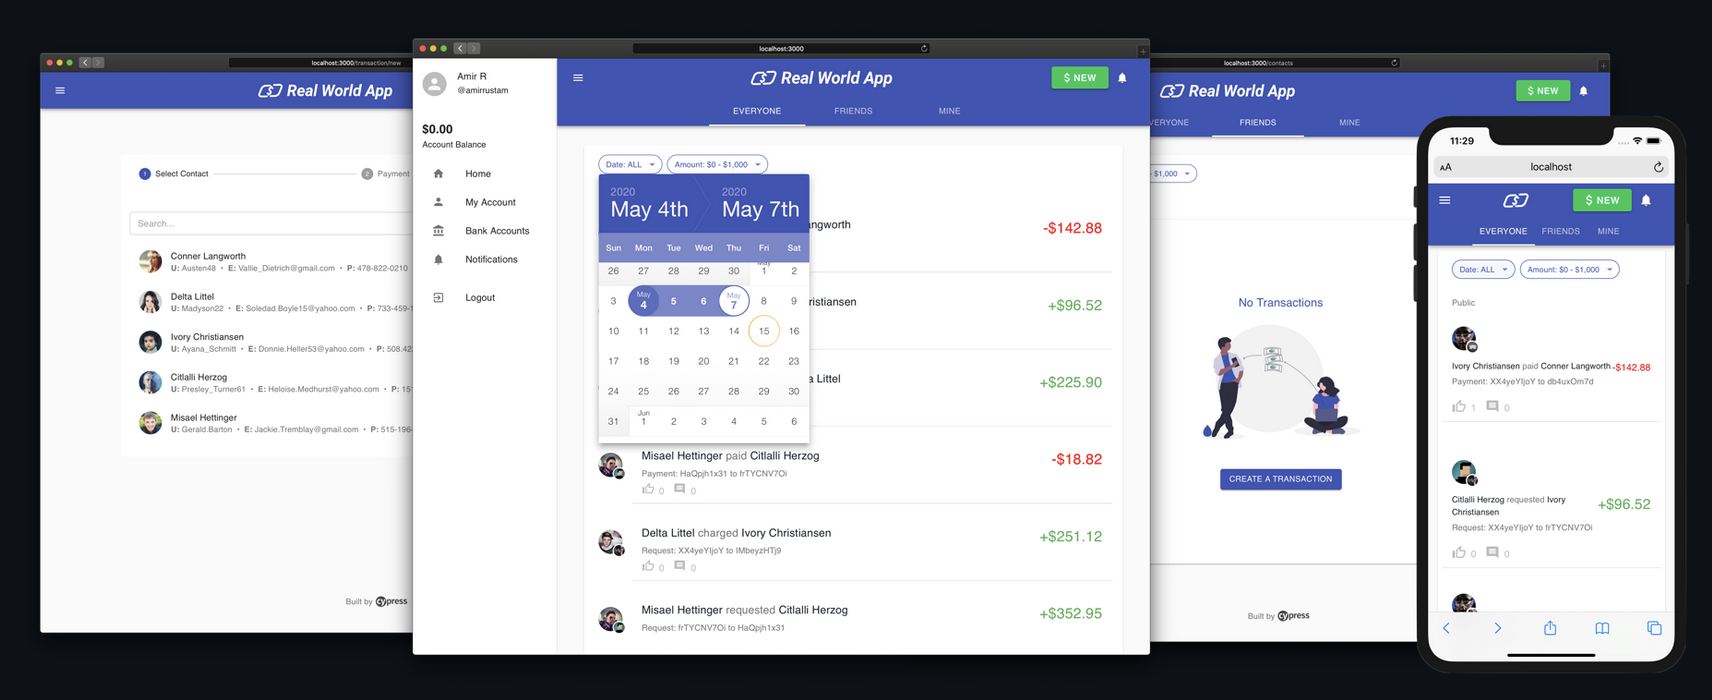 localhost:3000/transaction/new
Real World App
1 Select Contact
2 Payment
Search...
Conner Langworth
U: Austen48 • E: Vallie_Dietrich@gmail.com • P: 478-822-0210
Delta Littel
U: Madyson22 • E: Soledad.Boyle15@yahoo.com • P: 733-459-1
Ivory Christiansen
U: Ayana_Schmitt • E: Donnie.Heller53@yahoo.com • P: 508.42
Citlalli Herzog
U: Presley_Turner61 • E: Heloise.Medhurst@yahoo.com • P: 15
Misael Hettinger
U: Gerald.Barton • E: Jackie.Tremblay@gmail.com • P: 515-196-
Built by cypress
localhost:3000
Amir R
@amirrustam
$0.00
Account Balance
Home
My Account
Bank Accounts
Notifications
Logout
Real World App
$ NEW
EVERYONE FRIENDS MINE
Date: ALL Amount: $0 - $1,000
2020 2020
May 4th May 7th
Sun Mon Tue Wed Thu Fri Sat
May
26 27 28 29 30 1 2
May May
3 4 5 6 7 8 9
10 11 12 13 14 15 16
17 18 19 20 21 22 23
24 25 26 27 28 29 30
Jun
31 1 2 3 4 5 6
ngworth
-$142.88
ristiansen
+$96.52
a Littel
+$225.90
Misael Hettinger paid Citlalli Herzog
-$18.82
Payment: HaQpjh1x31 to frTYCNV7Oi
0 0
Delta Littel charged Ivory Christiansen
+$251.12
Request: XX4yeYIjoY to IMbeyzHTj9
0 0
Misael Hettinger requested Citlalli Herzog
+$352.95
Request: frTYCNV7Oi to HaQpjh1x31
localhost:3000/contacts
Real World App
$ NEW
VERYONE FRIENDS MINE
- $1,000
No Transactions
CREATE A TRANSACTION
Built by cypress
11:29
AA localhost
$ NEW
EVERYONE FRIENDS MINE
Date: ALL Amount: $0 - $1,000
Public
Ivory Christiansen paid Conner Langworth
-$142.88
Payment: XX4yeYIjoY to db4uxOm7d
1 0
Citlalli Herzog requested Ivory
Christiansen
+$96.52
Request: XX4yeYIjoY to frTYCNV7Oi
0 0